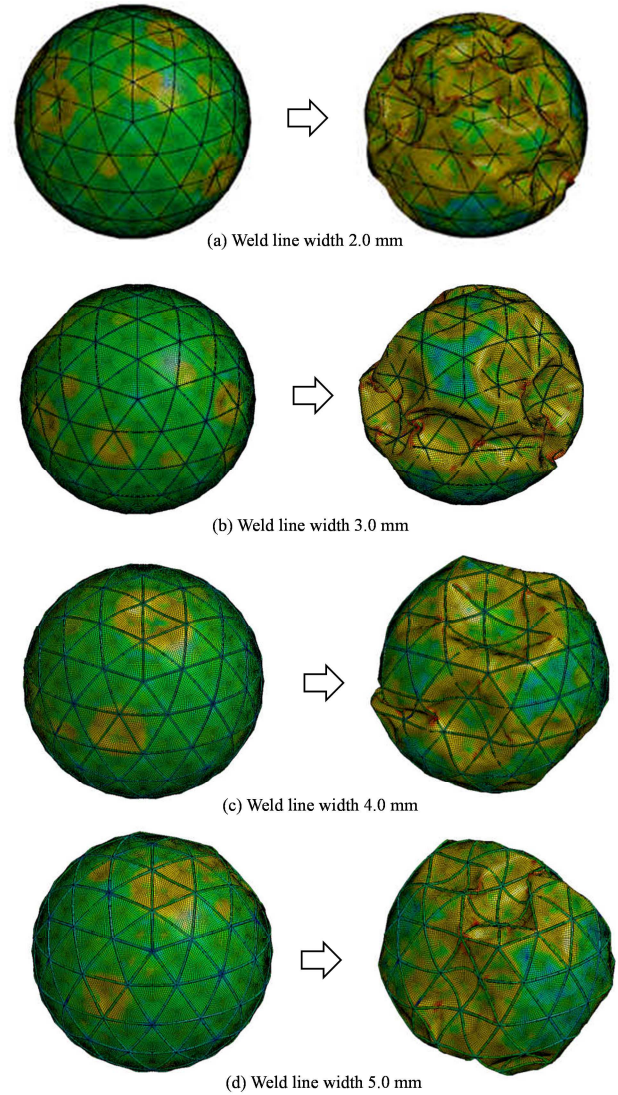 (a) Weld line width 2.0 mm
(b) Weld line width 3.0 mm
(c) Weld line width 4.0 mm
(d) Weld line width 5.0 mm